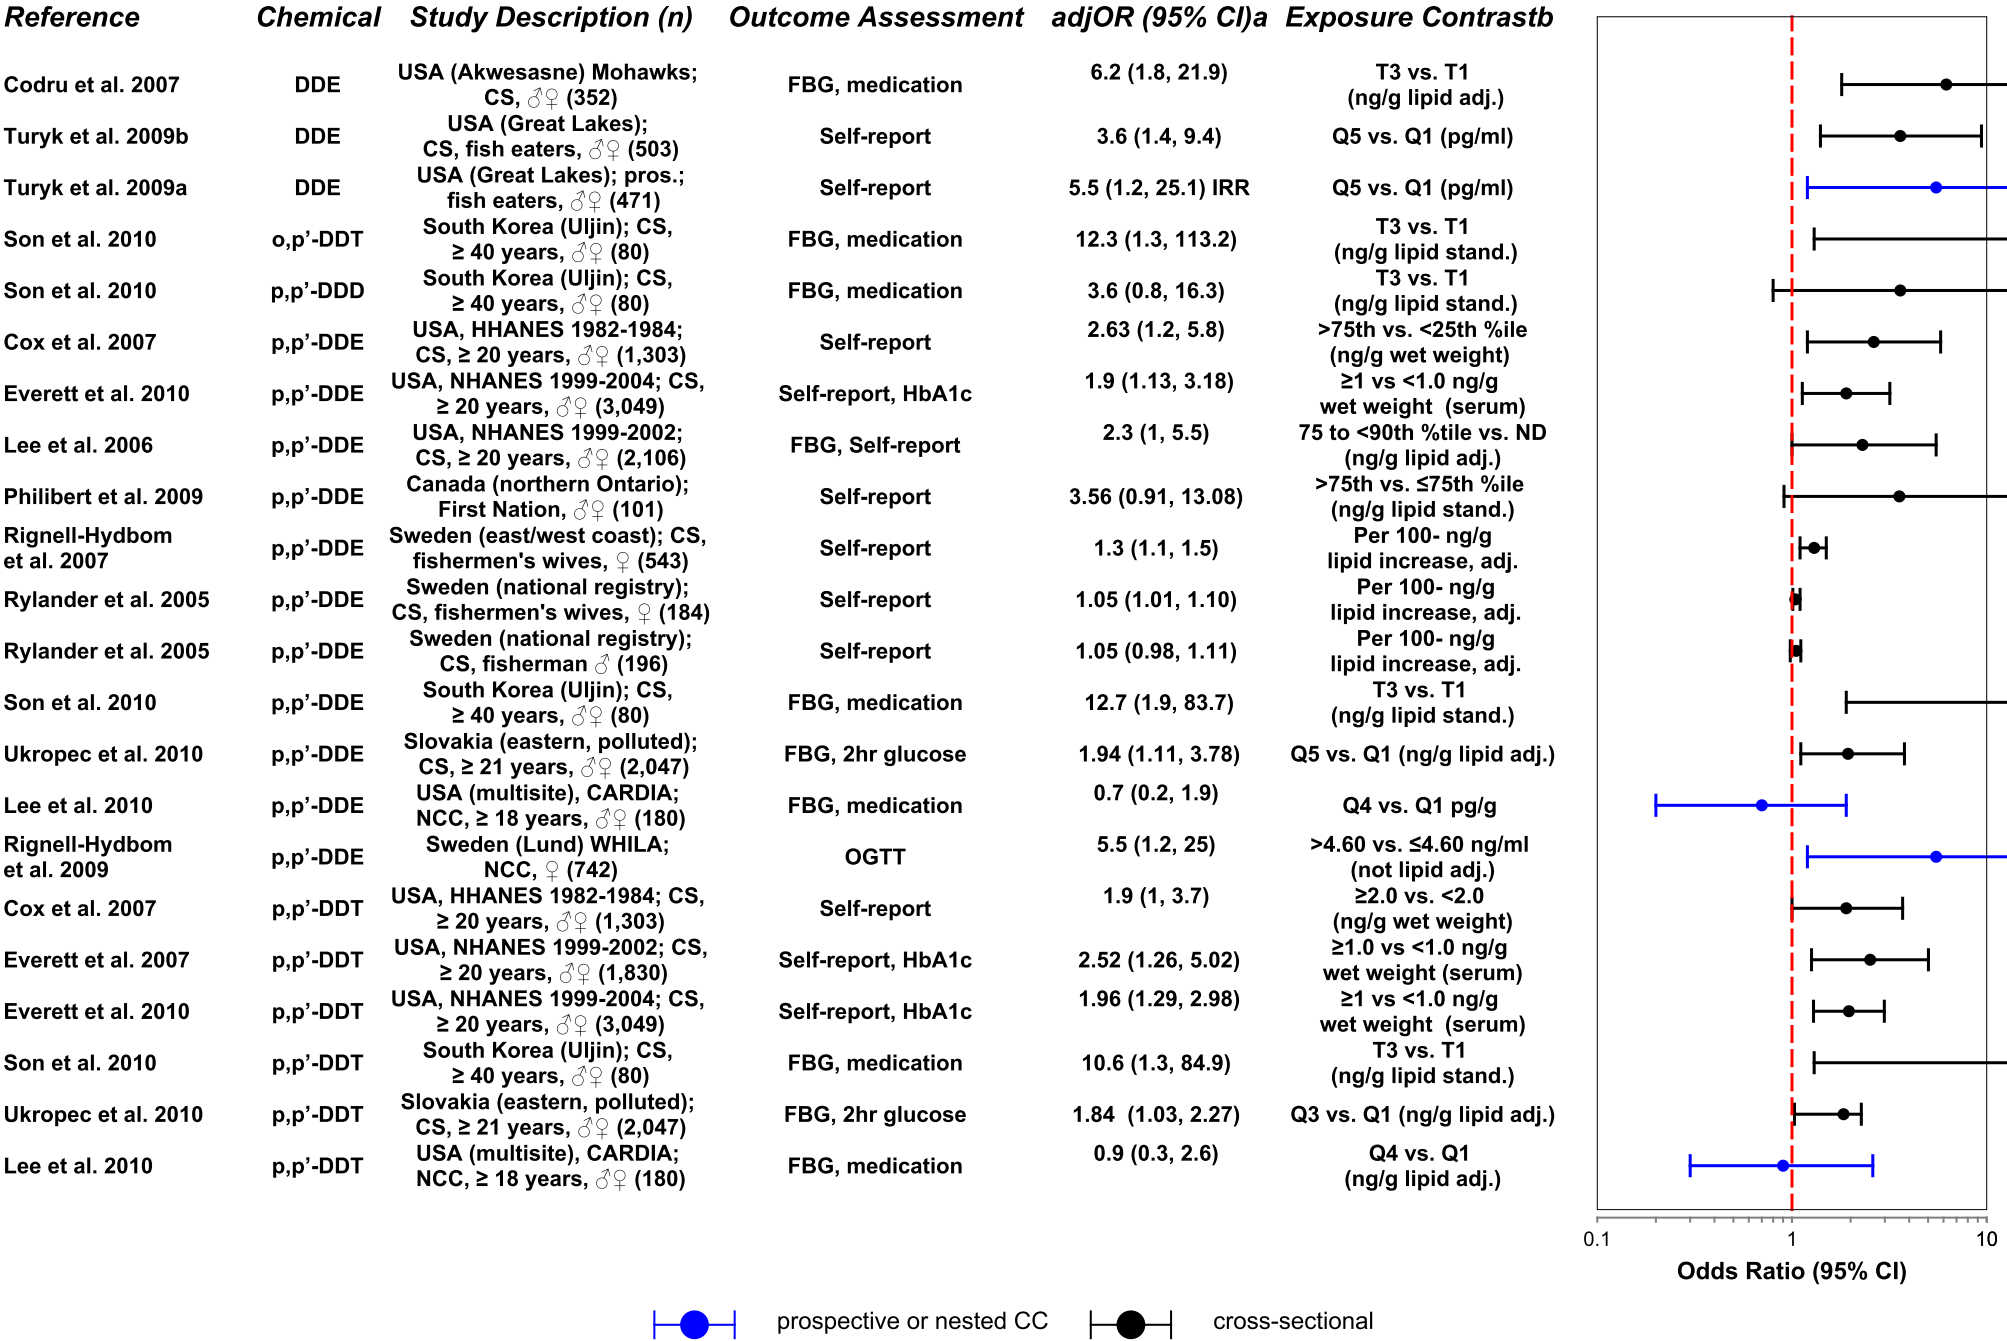 Reference Chemical Study Description (n) Outcome Assessment adjOR (95% CI)a Exposure Contrastb
Codru et al. 2007 DDE USA (Akwesasne) Mohawks; FBG, medication 6.2 (1.8, 21.9) T3 vs. T1
CS, ♂♀ (352) (ng/g lipid adj.)
Turyk et al. 2009b DDE USA (Great Lakes); Self-report 3.6 (1.4, 9.4) Q5 vs. Q1 (pg/ml)
CS, fish eaters, ♂♀ (503)
Turyk et al. 2009a DDE USA (Great Lakes); pros.; Self-report 5.5 (1.2, 25.1) IRR Q5 vs. Q1 (pg/ml)
fish eaters, ♂♀ (471)
Son et al. 2010 o,p’-DDT South Korea (Uljin); CS, FBG, medication 12.3 (1.3, 113.2) T3 vs. T1
≥ 40 years, ♂♀ (80) (ng/g lipid stand.)
Son et al. 2010 p,p’-DDD South Korea (Uljin); CS, FBG, medication 3.6 (0.8, 16.3) T3 vs. T1
≥ 40 years, ♂♀ (80) (ng/g lipid stand.)
Cox et al. 2007 p,p’-DDE USA, HHANES 1982-1984; Self-report 2.63 (1.2, 5.8) >75th vs. <25th %ile
CS, ≥ 20 years, ♂♀ (1,303) (ng/g wet weight)
Everett et al. 2010 p,p’-DDE USA, NHANES 1999-2004; CS, Self-report, HbA1c 1.9 (1.13, 3.18) ≥1 vs <1.0 ng/g
≥ 20 years, ♂♀ (3,049) wet weight (serum)
Lee et al. 2006 p,p’-DDE USA, NHANES 1999-2002; FBG, Self-report 2.3 (1, 5.5) 75 to <90th %tile vs. ND
CS, ≥ 20 years, ♂♀ (2,106) (ng/g lipid adj.)
Philibert et al. 2009 p,p’-DDE Canada (northern Ontario); Self-report 3.56 (0.91, 13.08) >75th vs. ≤75th %ile
First Nation, ♂♀ (101) (ng/g lipid stand.)
Rignell-Hydbom p,p’-DDE Sweden (east/west coast); CS, Self-report 1.3 (1.1, 1.5) Per 100- ng/g
et al. 2007 fishermen's wives, ♀ (543) lipid increase, adj.
Rylander et al. 2005 p,p’-DDE Sweden (national registry); Self-report 1.05 (1.01, 1.10) Per 100- ng/g
CS, fishermen's wives, ♀ (184) lipid increase, adj.
Rylander et al. 2005 p,p’-DDE Sweden (national registry); Self-report 1.05 (0.98, 1.11) Per 100- ng/g
CS, fisherman ♂ (196) lipid increase, adj.
Son et al. 2010 p,p’-DDE South Korea (Uljin); CS, FBG, medication 12.7 (1.9, 83.7) T3 vs. T1
≥ 40 years, ♂♀ (80) (ng/g lipid stand.)
Ukropec et al. 2010 p,p’-DDE Slovakia (eastern, polluted); FBG, 2hr glucose 1.94 (1.11, 3.78) Q5 vs. Q1 (ng/g lipid adj.)
CS, ≥ 21 years, ♂♀ (2,047)
Lee et al. 2010 p,p’-DDE USA (multisite), CARDIA; FBG, medication 0.7 (0.2, 1.9) Q4 vs. Q1 pg/g
NCC, ≥ 18 years, ♂♀ (180)
Rignell-Hydbom p,p’-DDE Sweden (Lund) WHILA; OGTT 5.5 (1.2, 25) >4.60 vs. ≤4.60 ng/ml
et al. 2009 NCC, ♀ (742) (not lipid adj.)
Cox et al. 2007 p,p’-DDT USA, HHANES 1982-1984; CS, Self-report 1.9 (1, 3.7) ≥2.0 vs. <2.0
≥ 20 years, ♂♀ (1,303) (ng/g wet weight)
Everett et al. 2007 p,p’-DDT USA, NHANES 1999-2002; CS, Self-report, HbA1c 2.52 (1.26, 5.02) ≥1.0 vs <1.0 ng/g
≥ 20 years, ♂♀ (1,830) wet weight (serum)
Everett et al. 2010 p,p’-DDT USA, NHANES 1999-2004; CS, Self-report, HbA1c 1.96 (1.29, 2.98) ≥1 vs <1.0 ng/g
≥ 20 years, ♂♀ (3,049) wet weight (serum)
Son et al. 2010 p,p’-DDT South Korea (Uljin); CS, FBG, medication 10.6 (1.3, 84.9) T3 vs. T1
≥ 40 years, ♂♀ (80) (ng/g lipid stand.)
Ukropec et al. 2010 p,p’-DDT Slovakia (eastern, polluted); FBG, 2hr glucose 1.84 (1.03, 2.27) Q3 vs. Q1 (ng/g lipid adj.)
CS, ≥ 21 years, ♂♀ (2,047)
Lee et al. 2010 p,p’-DDT USA (multisite), CARDIA; FBG, medication 0.9 (0.3, 2.6) Q4 vs. Q1
NCC, ≥ 18 years, ♂♀ (180) (ng/g lipid adj.)
0.1 1 10
Odds Ratio (95% CI)
prospective or nested CC cross-sectional